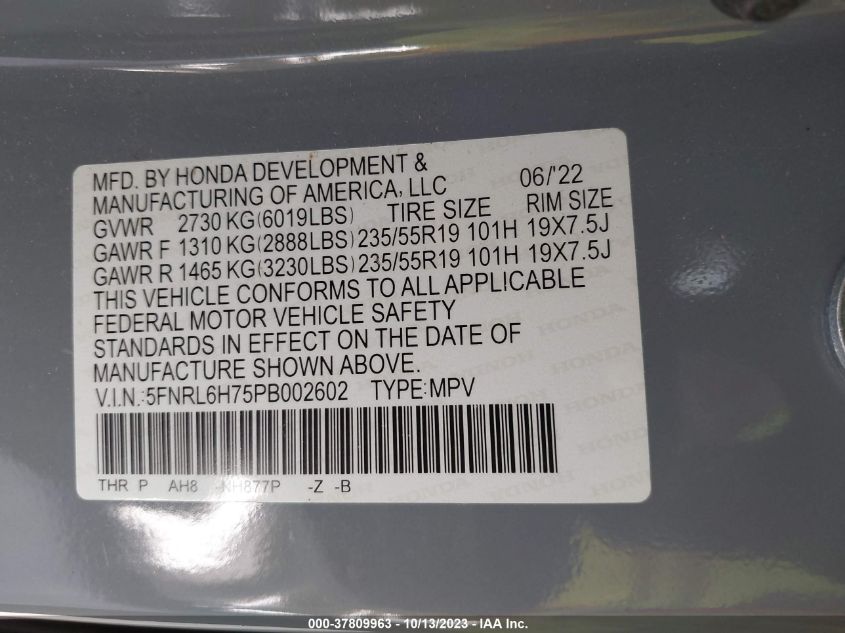 MFD. BY HONDA DEVELOPMENT &
MANUFACTURING OF AMERICA, LLC 06/'22
GVWR 2730 KG(6019LBS) TIRE SIZE RIM SIZE
GAWR F 1310 KG(2888LBS) 235/55R19 101H 19X7.5J
GAWR R 1465 KG(3230LBS) 235/55R19 101H 19X7.5J
THIS VEHICLE CONFORMS TO ALL APPLICABLE
FEDERAL MOTOR VEHICLE SAFETY
STANDARDS IN EFFECT ON THE DATE OF
MANUFACTURE SHOWN ABOVE.
V.I.N.:5FNRL6H75PB002602 TYPE:MPV
THR P AH8 -NH877P -Z -B
000-37809963 - 10/13/2023 - IAA Inc.